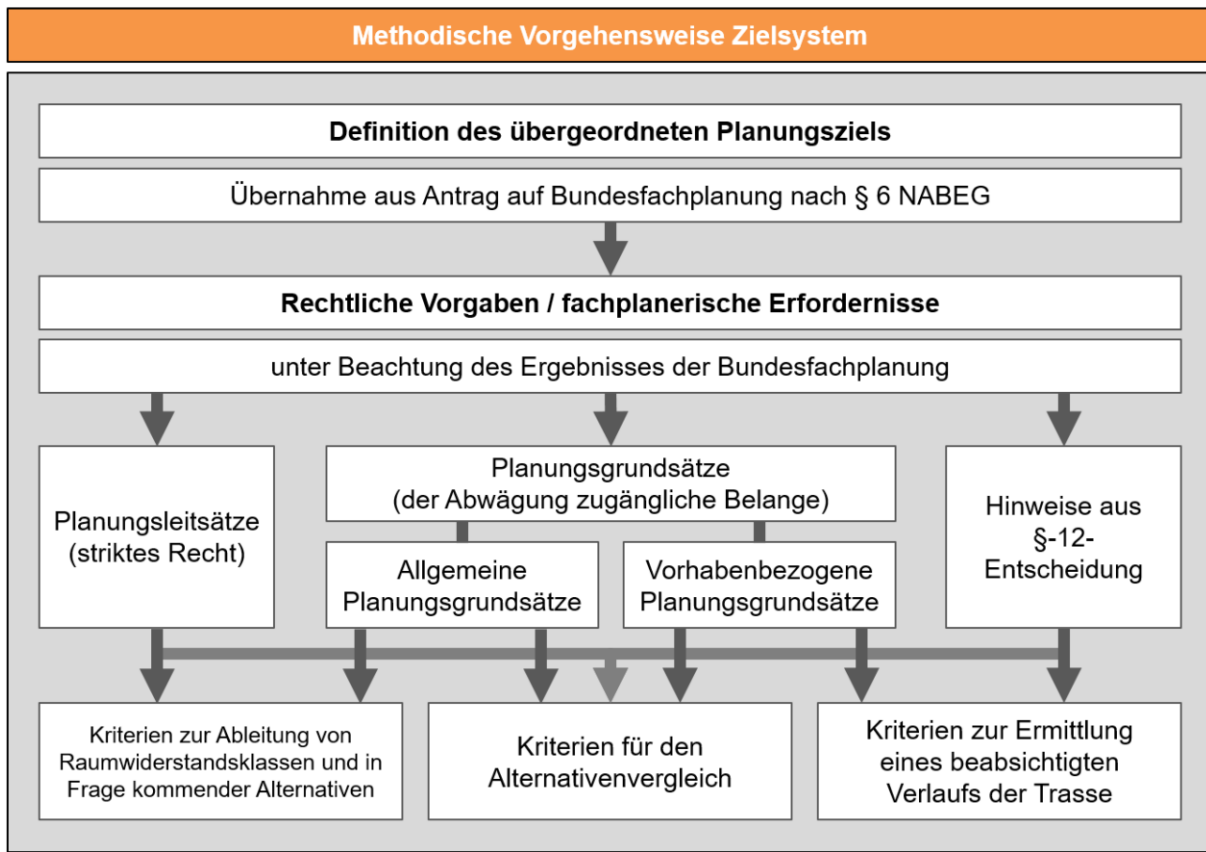 Methodische Vorgehensweise Zielsystem
Definition des übergeordneten Planungsziels
Übernahme aus Antrag auf Bundesfachplanung nach § 6 NABEG
Rechtliche Vorgaben / fachplanerische Erfordernisse
unter Beachtung des Ergebnisses der Bundesfachplanung
Planungsleitsätze
(striktes Recht)
Planungsgrundsätze
(der Abwägung zugängliche Belange)
Allgemeine
Planungsgrundsätze
Vorhabenbezogene
Planungsgrundsätze
Hinweise aus
§-12-
Entscheidung
Kriterien zur Ableitung von
Raumwiderstandsklassen und in
Frage kommender Alternativen
Kriterien für den
Alternativenvergleich
Kriterien zur Ermittlung
eines beabsichtigten
Verlaufs der Trasse